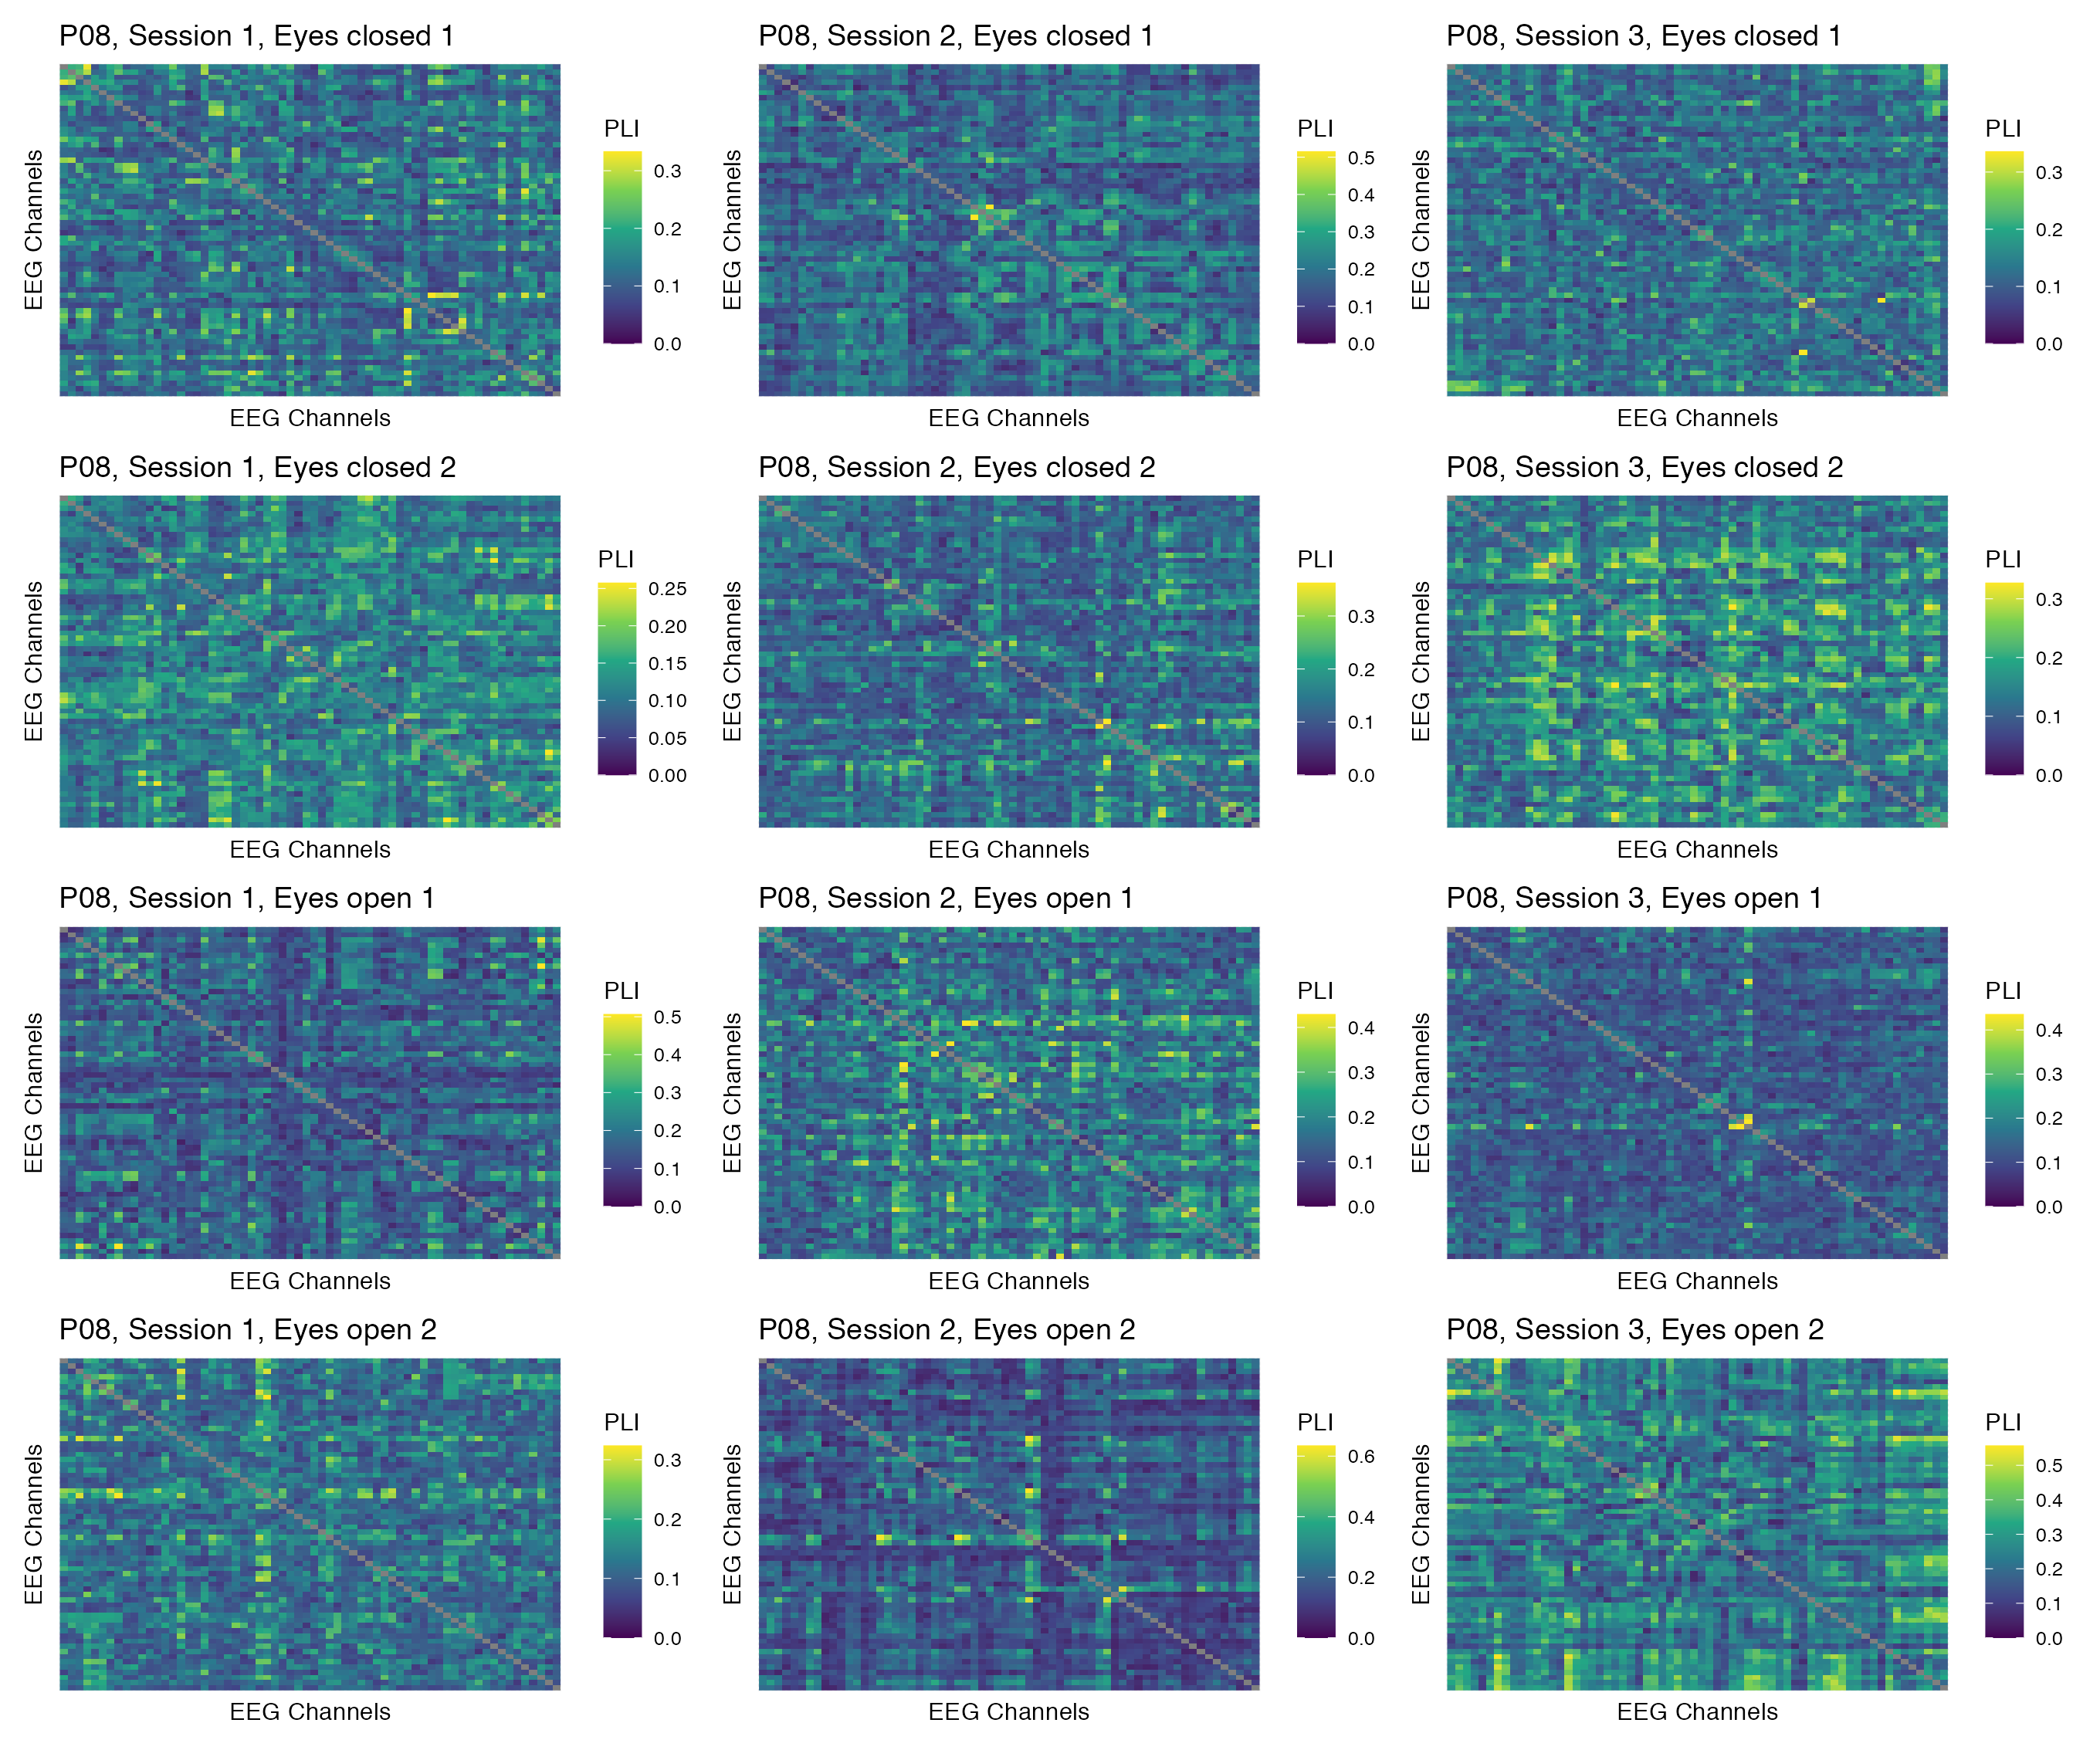 P08, Session 1, Eyes closed 1
EEG Channels
EEG Channels
PLI
0.3
0.2
0.1
0.0
P08, Session 2, Eyes closed 1
EEG Channels
EEG Channels
PLI
0.5
0.4
0.3
0.2
0.1
0.0
P08, Session 3, Eyes closed 1
EEG Channels
EEG Channels
PLI
0.3
0.2
0.1
0.0
P08, Session 1, Eyes closed 2
EEG Channels
EEG Channels
PLI
0.25
0.20
0.15
0.10
0.05
0.00
P08, Session 2, Eyes closed 2
EEG Channels
EEG Channels
PLI
0.3
0.2
0.1
0.0
P08, Session 3, Eyes closed 2
EEG Channels
EEG Channels
PLI
0.3
0.2
0.1
0.0
P08, Session 1, Eyes open 1
EEG Channels
EEG Channels
PLI
0.5
0.4
0.3
0.2
0.1
0.0
P08, Session 2, Eyes open 1
EEG Channels
EEG Channels
PLI
0.4
0.3
0.2
0.1
0.0
P08, Session 3, Eyes open 1
EEG Channels
EEG Channels
PLI
0.4
0.3
0.2
0.1
0.0
P08, Session 1, Eyes open 2
EEG Channels
EEG Channels
PLI
0.3
0.2
0.1
0.0
P08, Session 2, Eyes open 2
EEG Channels
EEG Channels
PLI
0.6
0.4
0.2
0.0
P08, Session 3, Eyes open 2
EEG Channels
EEG Channels
PLI
0.5
0.4
0.3
0.2
0.1
0.0